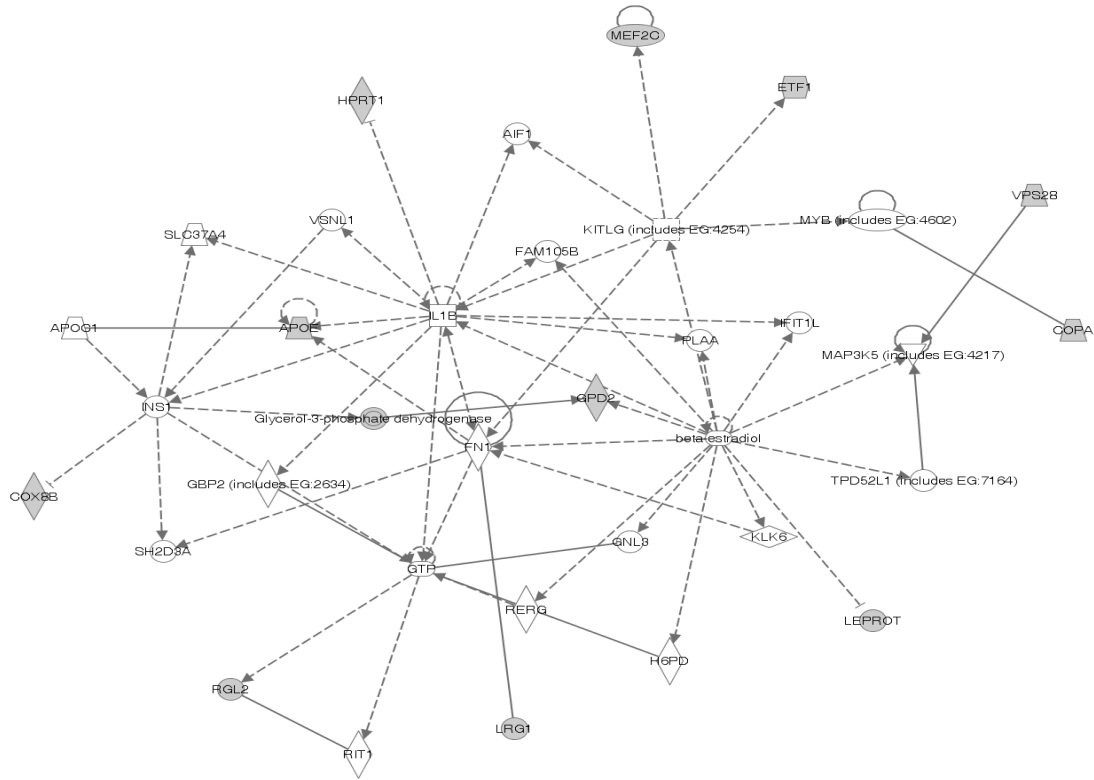 MEF2C
ETF1
HPRT1
AIF1
VPS28
VSNL1
MYB (includes EG:4602)
SLC37A4
KITLG (includes EG:4254)
FAM105B
IL1B
IFIT1L
APOC1
APOE
COPA
PLAA
MAP3K5 (includes EG:4217)
GPD2
INS1
Glycerol-3-phosphate dehydrogenase
beta-estradiol
FN1
GBP2 (includes EG:2634)
TPD52L1 (includes EG:7164)
COX8B
KLK6
GNL3
SH2D3A
GTP
RERG
LEPROT
H6PD
RGL2
LRG1
RIT1